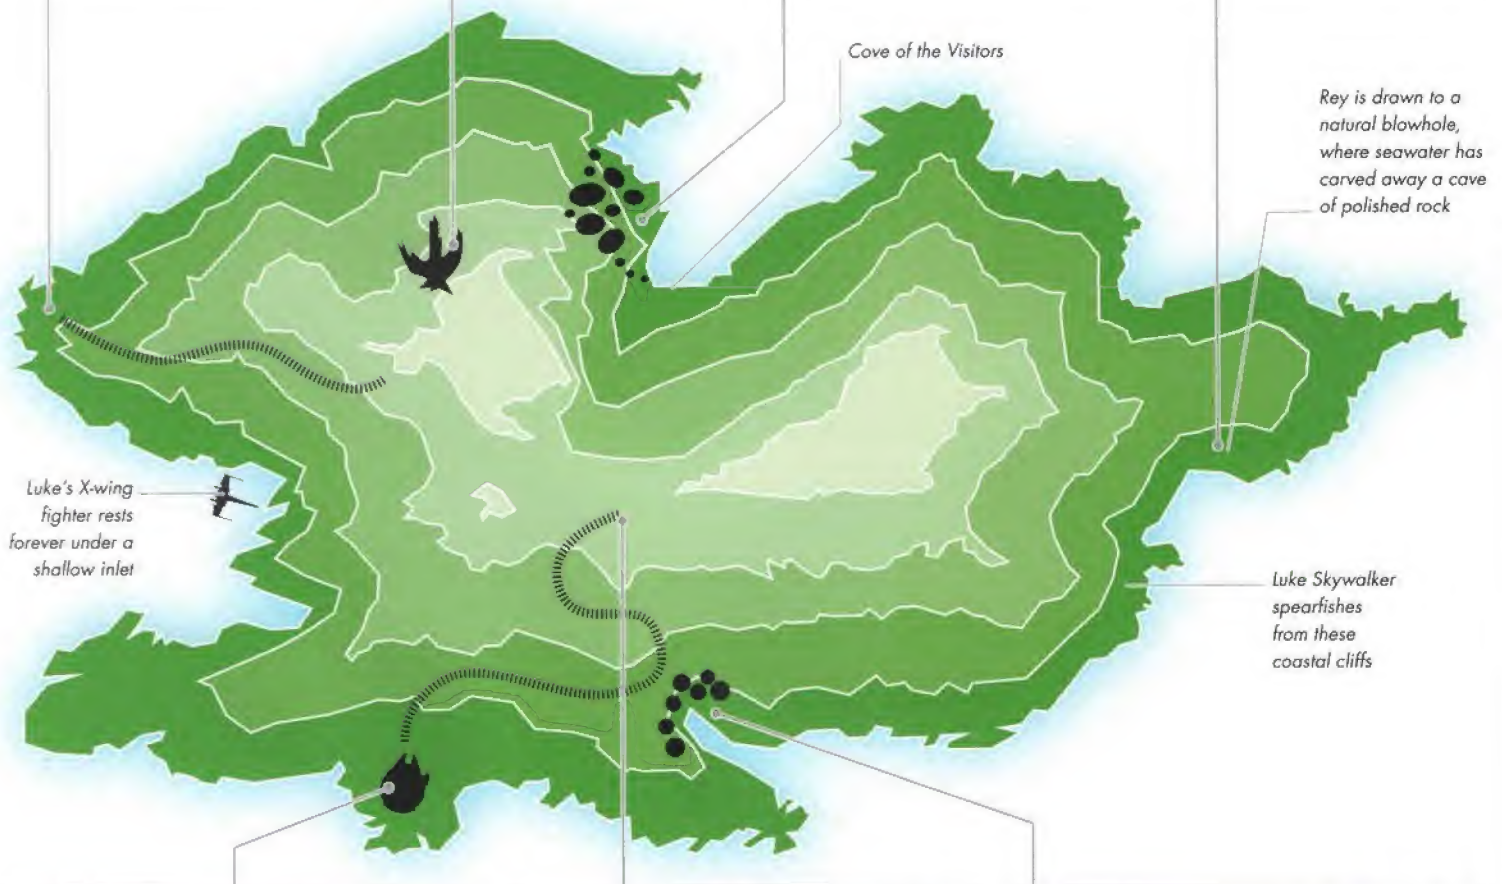 Cove of the Visitors
Rey is drawn to a
natural blowhole,
where seawater has
carved away a cave
of polished rock
Luke's X-wing
fighter rests
forever under a
shallow inlet
Luke Skywalker
spearfishes
from these
coastal cliffs